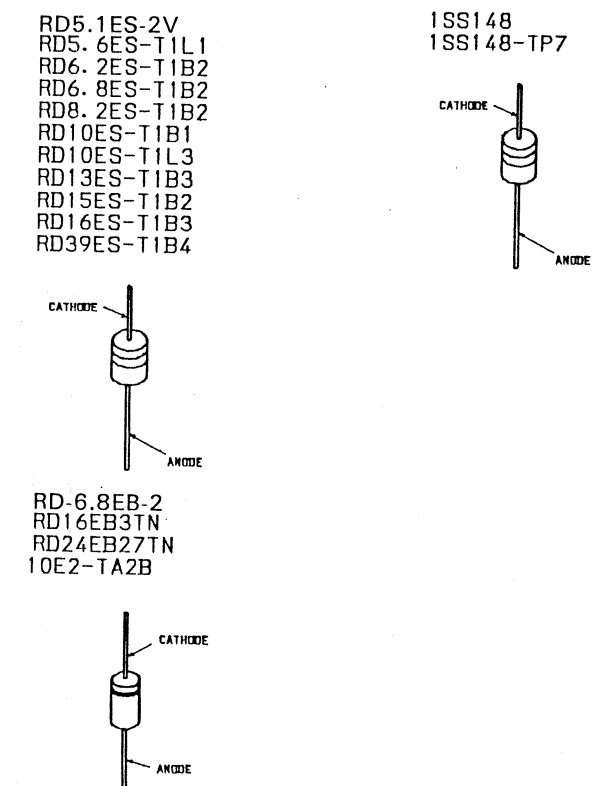 RD5.1ES-2V
RD5.6ES-T1L1
RD6.2ES-T1B2
RD6.8ES-T1B2
RD8.2ES-T1B2
RD10ES-T1B1
RD10ES-T1L3
RD13ES-T1B3
RD15ES-T1B2
RD16ES-T1B3
RD39ES-T1B4
CATHODE
ANODE
1SS148
1SS148-TP7
CATHODE
ANODE
RD-6.8EB-2
RD16EB3TN
RD24EB27TN
10E2-TA2B
CATHODE
ANODE